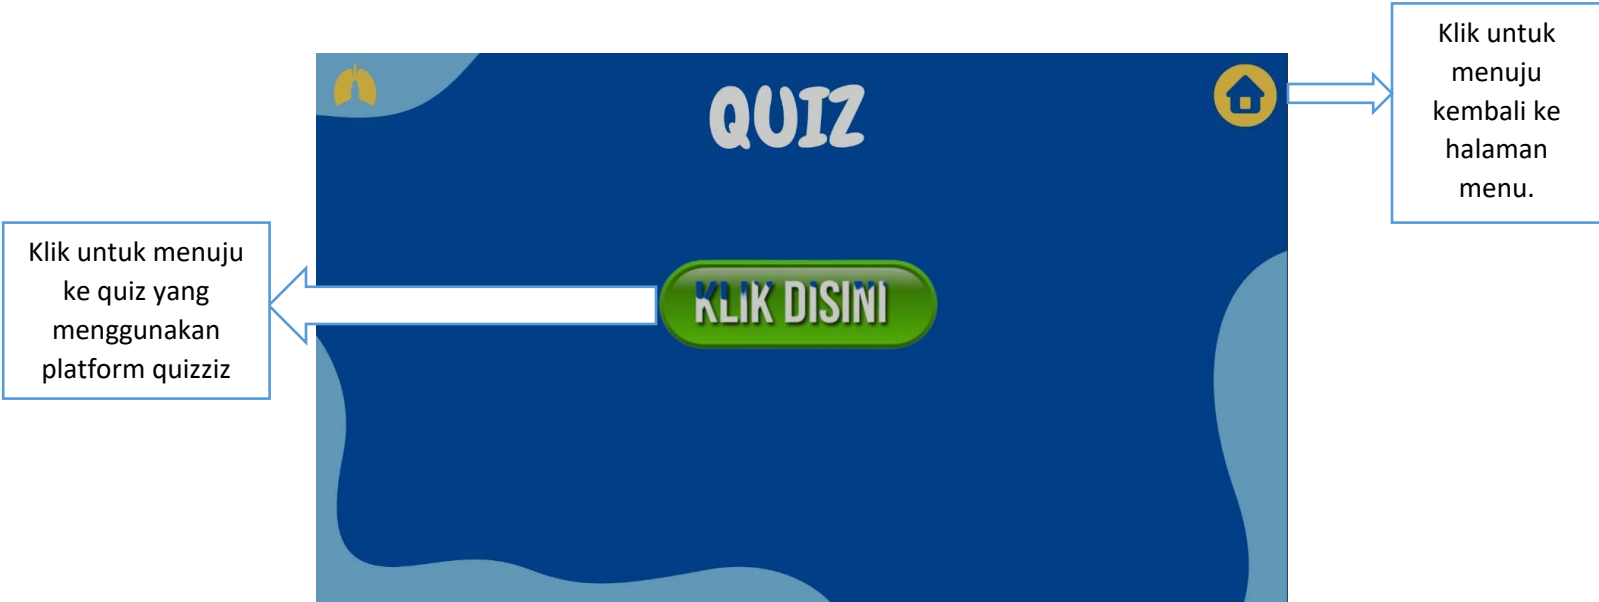 Klik untuk
menuju
kembali ke
halaman
menu.
QUIZ
Klik untuk menuju
ke quiz yang
menggunakan
platform quizziz
KLIK DISINI